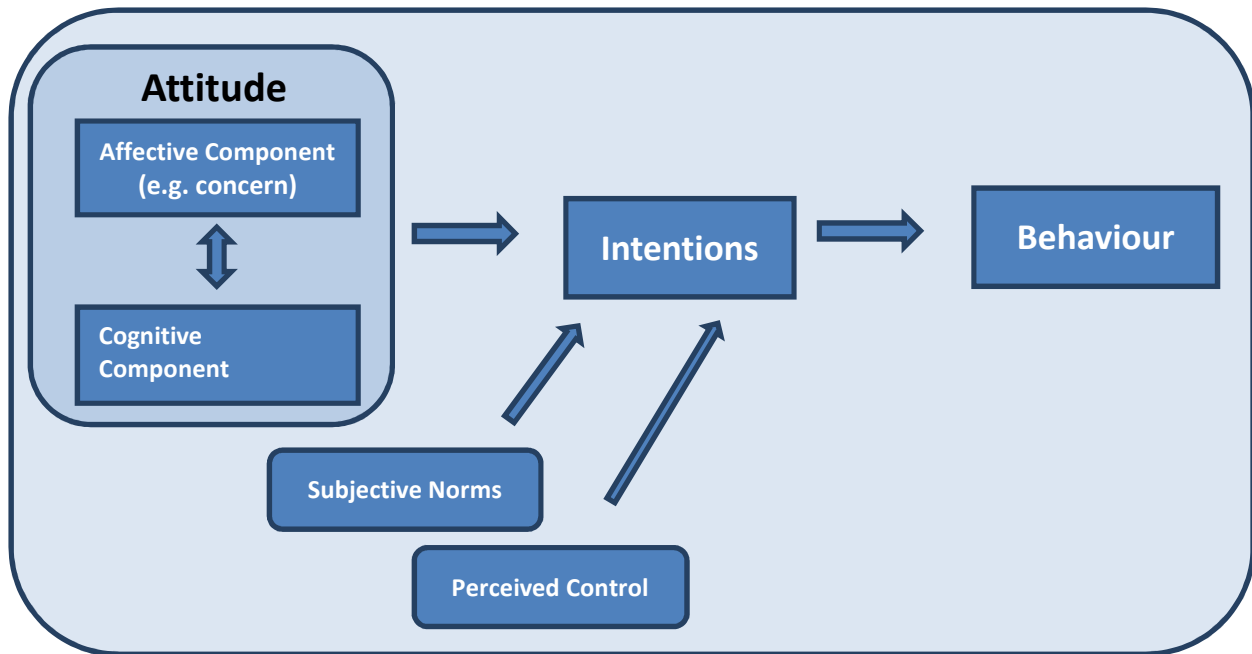 Attitude
Affective Component
(e.g. concern)
Cognitive
Component
Intentions
Behaviour
Subjective Norms
Perceived Control